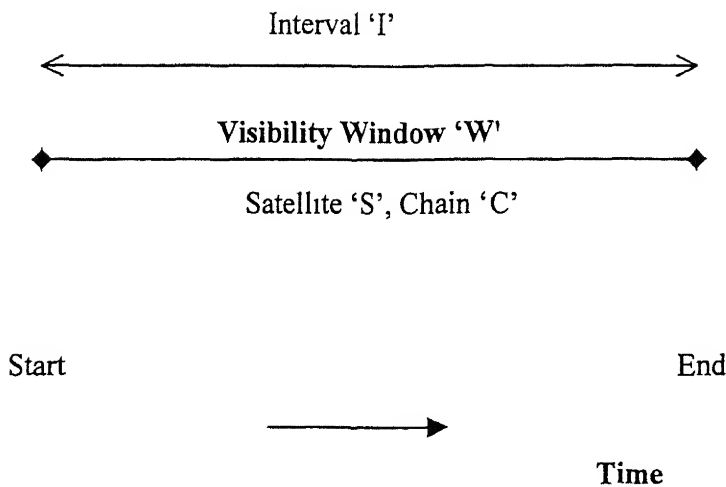 Interval ‘I’
Visibility Window ‘W'
Satellite ‘S’, Chain ‘C’
Start
End
Time